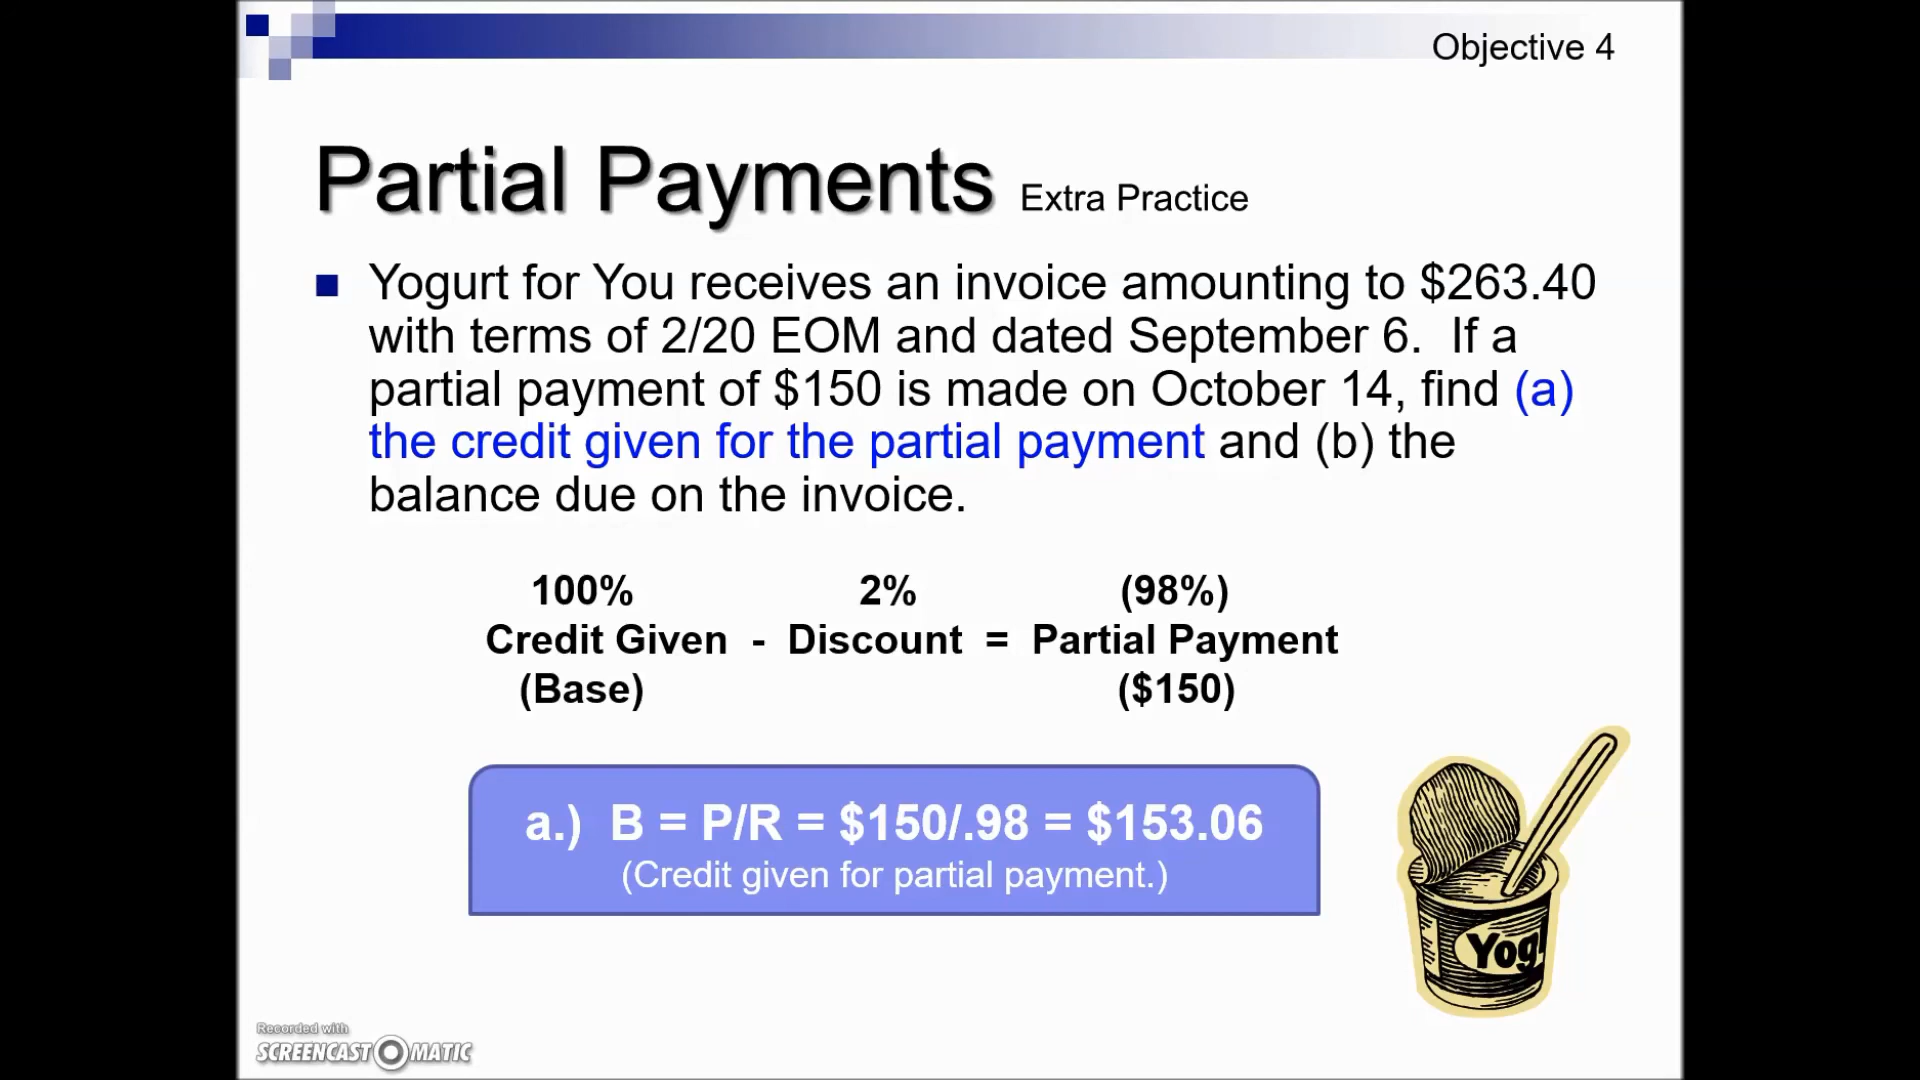 Objective 4
Partial Payments Extra Practice
Yogurt for You receives an invoice amounting to $263.40
with terms of 2/20 EOM and dated September 6.  If a
partial payment of $150 is made on October 14, find (a)
the credit given for the partial payment and (b) the
balance due on the invoice.
100% 2% (98%)
Credit Given - Discount = Partial Payment
(Base) ($150)
a.) B = P/R = $150/.98 = $153.06
(Credit given for partial payment.)
Yog
Recorded with
SCREENCAST O MATIC